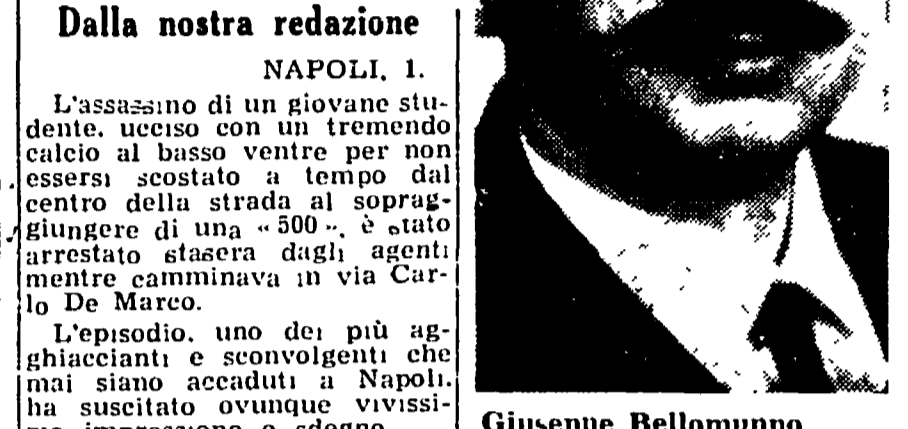 Dalla nostra redazione
NAPOLI, 1.
L'assassino di un giovane stu-
dente, ucciso con un tremendo
calcio al basso ventre per non
essersi scostato a tempo dal
centro della strada al soprag-
giungere di una « 500 », è stato
arrestato stasera dagli agenti
mentre camminava in via Car-
lo De Marco.
L'episodio, uno dei più ag-
ghiaccianti e sconvolgenti che
mai siano accaduti a Napoli,
ha suscitato ovunque vivissi-
ma impressione e sdegno
Giuseppe Bellomunno